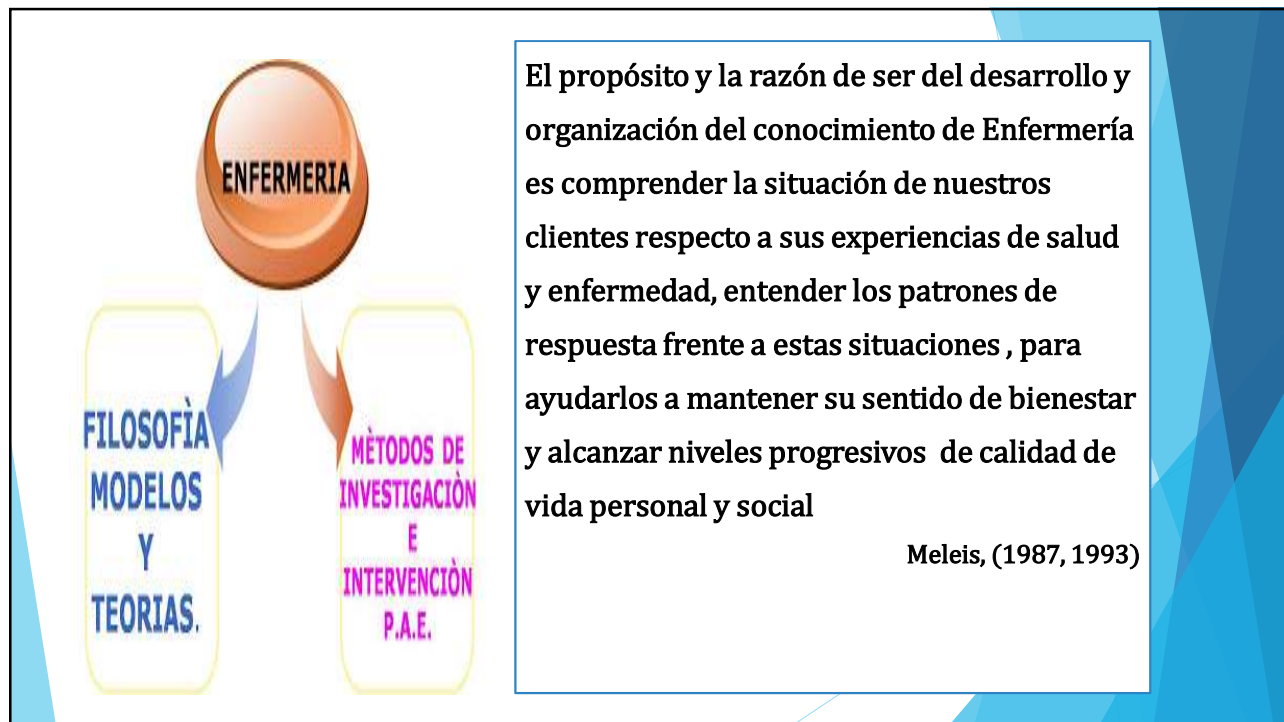 ENFERMERIA
FILOSOFÌA
MODELOS
Y
TEORIAS.
MÈTODOS DE
INVESTIGACIÒN
E
INTERVENCIÒN
P.A.E.
El propósito y la razón de ser del desarrollo y
organización del conocimiento de Enfermería
es comprender la situación de nuestros
clientes respecto a sus experiencias de salud
y enfermedad, entender los patrones de
respuesta frente a estas situaciones , para
ayudarlos a mantener su sentido de bienestar
y alcanzar niveles progresivos  de calidad de
vida personal y social
Meleis, (1987, 1993)